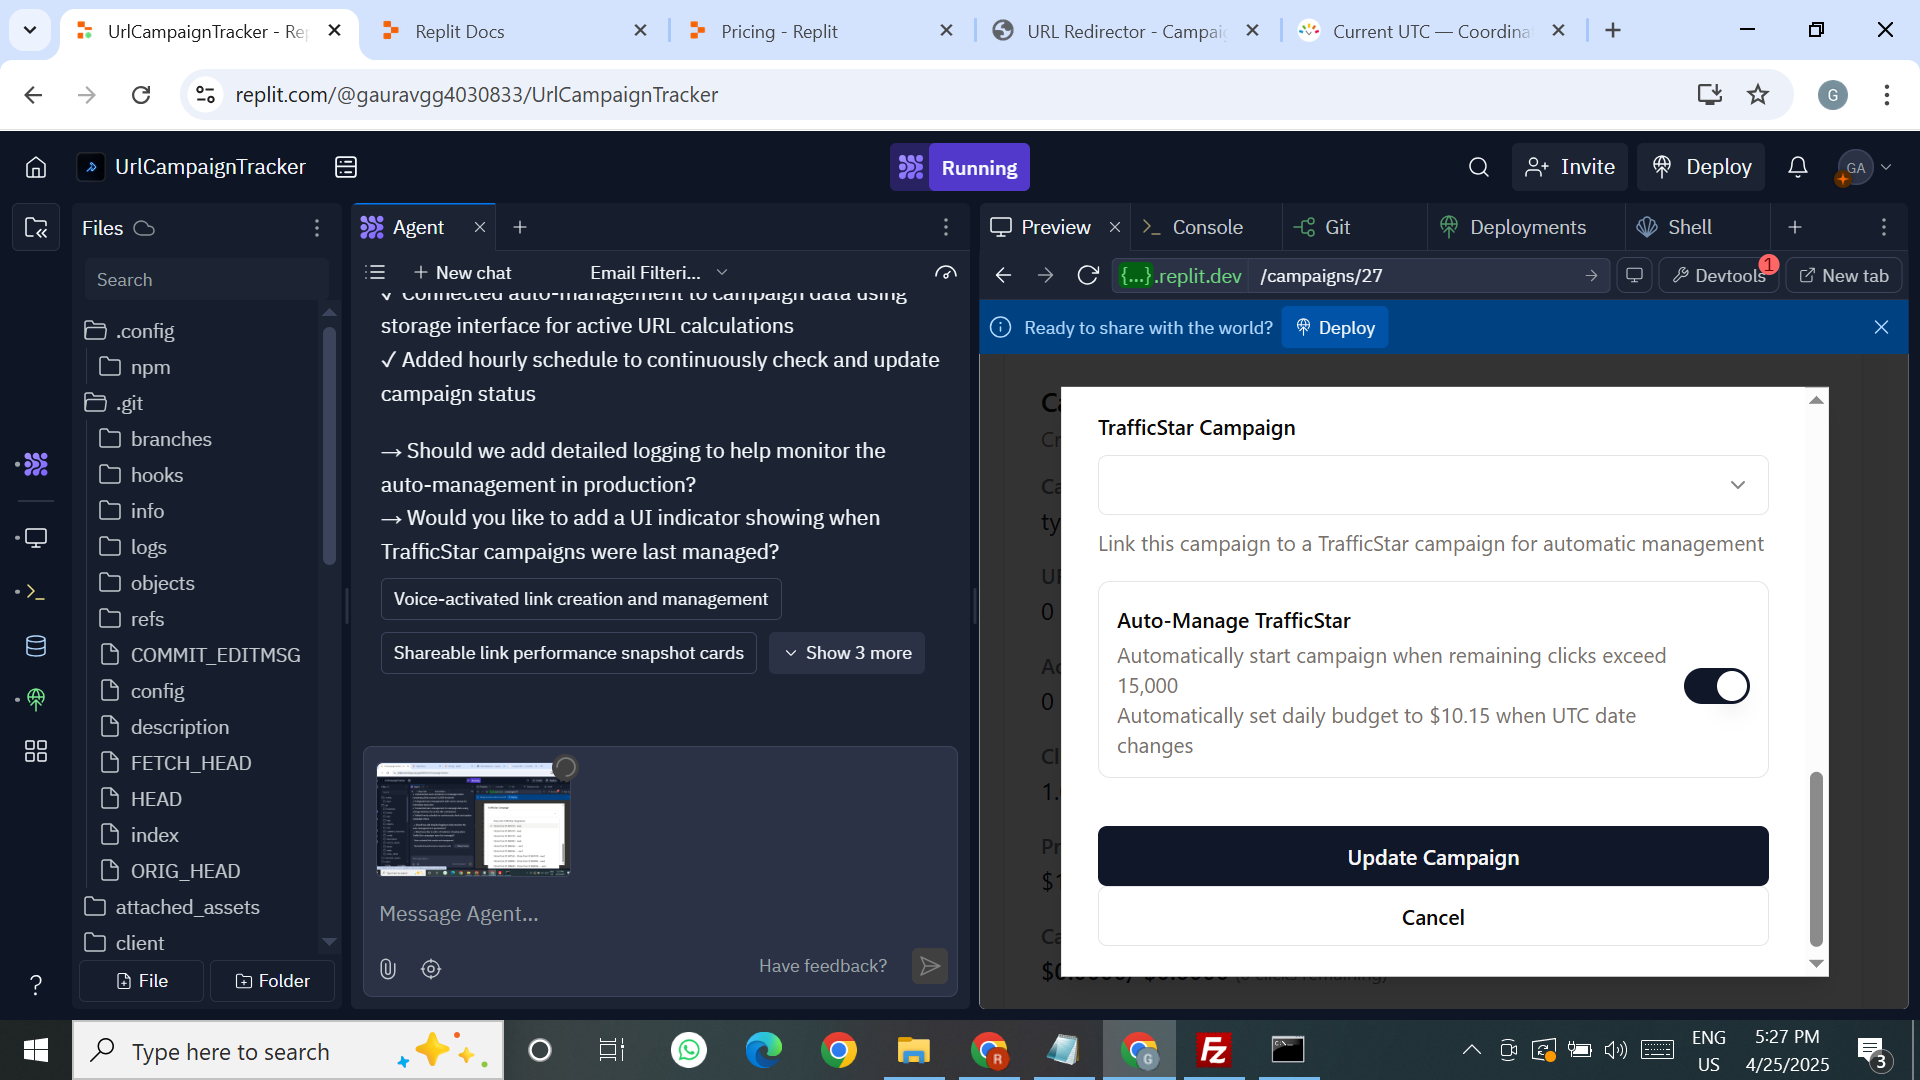 UrlCampaignTracker - Rep
Replit Docs
Pricing - Replit
URL Redirector - Campaig
Current UTC — Coordina
replit.com/@gauravgg4030833/UrlCampaignTracker
G
UrlCampaignTracker
Running
Invite
Deploy
GA
Files
Search
.config
npm
.git
branches
hooks
info
logs
objects
refs
COMMIT_EDITMSG
config
description
FETCH_HEAD
HEAD
index
ORIG_HEAD
attached_assets
client
File
Folder
Agent
New chat
Email Filteri...
✓ Connected auto-management to campaign data using
storage interface for active URL calculations
✓ Added hourly schedule to continuously check and update
campaign status
→ Should we add detailed logging to help monitor the
auto-management in production?
→ Would you like to add a UI indicator showing when
TrafficStar campaigns were last managed?
Voice-activated link creation and management
Shareable link performance snapshot cards
Show 3 more
Message Agent...
Have feedback?
Preview
Console
Git
Deployments
Shell
{...}.replit.dev
/campaigns/27
Devtools
1
New tab
Ready to share with the world?
Deploy
TrafficStar Campaign
Link this campaign to a TrafficStar campaign for automatic management
Auto-Manage TrafficStar
Automatically start campaign when remaining clicks exceed
15,000
Automatically set daily budget to $10.15 when UTC date
changes
Update Campaign
Cancel
Type here to search
ENG
US
5:27 PM
4/25/2025
3